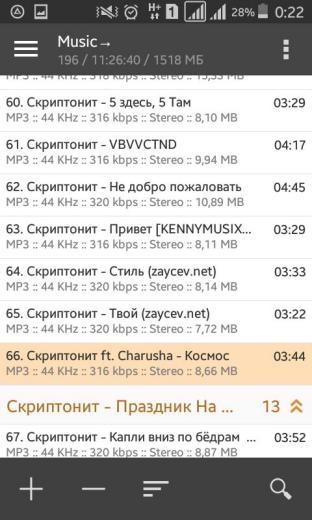 H+ 1 28% 0:22
Music→
196 / 11:26:40 / 1518 МБ
MP3 :: 44 KHz :: 316 kbps :: Stereo :: 15,53 MB
60. Скриптонит - 5 здесь, 5 Там 03:29
MP3 :: 44 KHz :: 316 kbps :: Stereo :: 8,10 MB
61. Скриптонит - VBVVCTND 04:17
MP3 :: 44 KHz :: 316 kbps :: Stereo :: 9,94 MB
62. Скриптонит - Не добро пожаловать 04:45
MP3 :: 44 KHz :: 320 kbps :: Stereo :: 10,89 MB
63. Скриптонит - Привет [KENNYMUSIX... 03:29
MP3 :: 44 KHz :: 316 kbps :: Stereo :: 8,11 MB
64. Скриптонит - Стиль (zaycev.net) 03:33
MP3 :: 44 KHz :: 320 kbps :: Stereo :: 8,14 MB
65. Скриптонит - Твой (zaycev.net) 03:22
MP3 :: 44 KHz :: 320 kbps :: Stereo :: 7,72 MB
66. Скриптонит ft. Charusha - Космос 03:44
MP3 :: 44 KHz :: 316 kbps :: Stereo :: 8,66 MB
Скриптонит - Праздник На ... 13
67. Скриптонит - Капли вниз по бёдрам ... 03:52
MP3 :: 44 KHz :: 320 kbps :: Stereo :: 8,87 MB